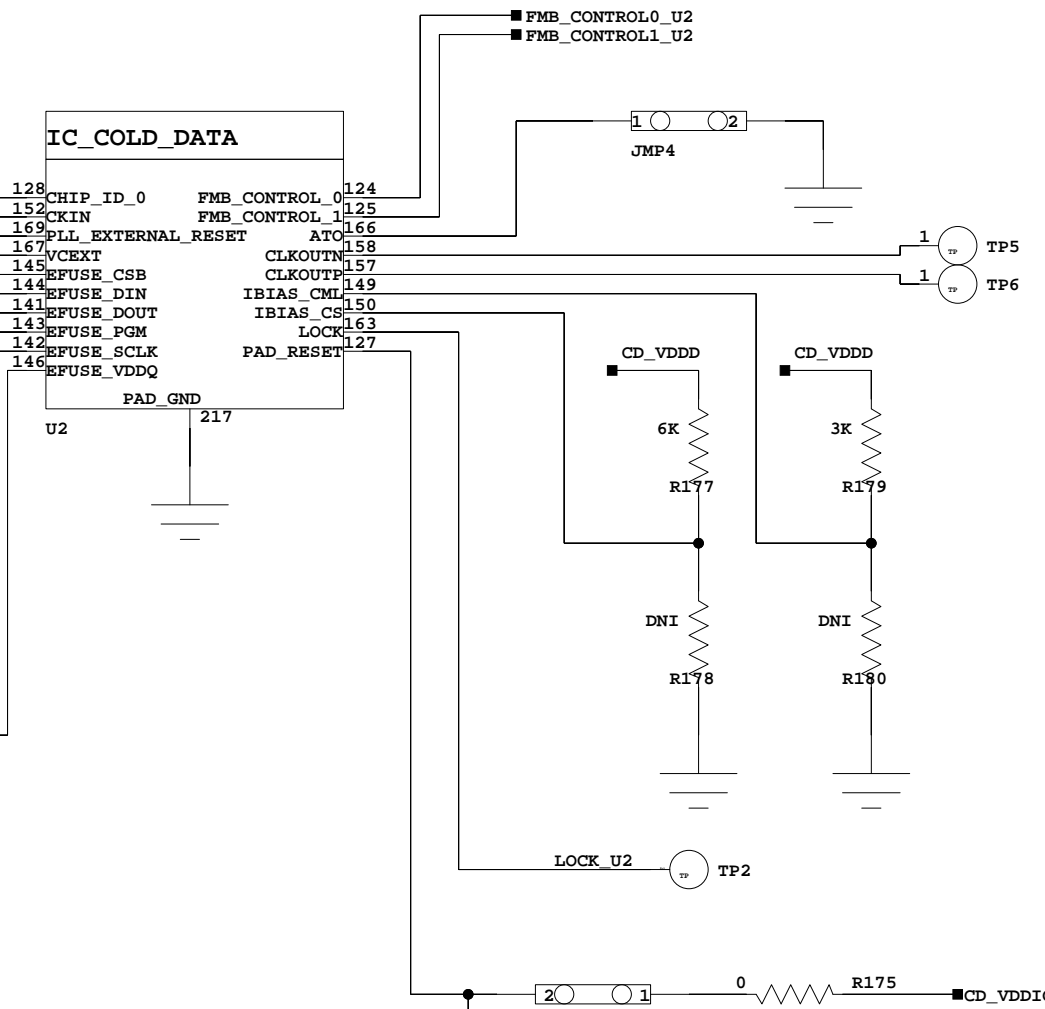 FMB_CONTROL0_U2
FMB_CONTROL1_U2
IC_COLD_DATA
1 2
JMP4
128 CHIP_ID_0 FMB_CONTROL_0 124
152 CKIN FMB_CONTROL_1 125
169 PLL_EXTERNAL_RESET ATO 166
167 VCEXT CLKOUTN 158
145 EFUSE_CSB CLKOUTP 157
144 EFUSE_DIN IBIAS_CML 149
141 EFUSE_DOUT IBIAS_CS 150
143 EFUSE_PGM LOCK 163
142 EFUSE_SCLK PAD_RESET 127
146 EFUSE_VDDQ
PAD_GND
217
U2
1 TP TP5
1 TP TP6
CD_VDDD CD_VDDD
6K 3K
R177 R179
DNI DNI
R178 R180
LOCK_U2 TP TP2
2 1 0 R175 CD_VDDIO